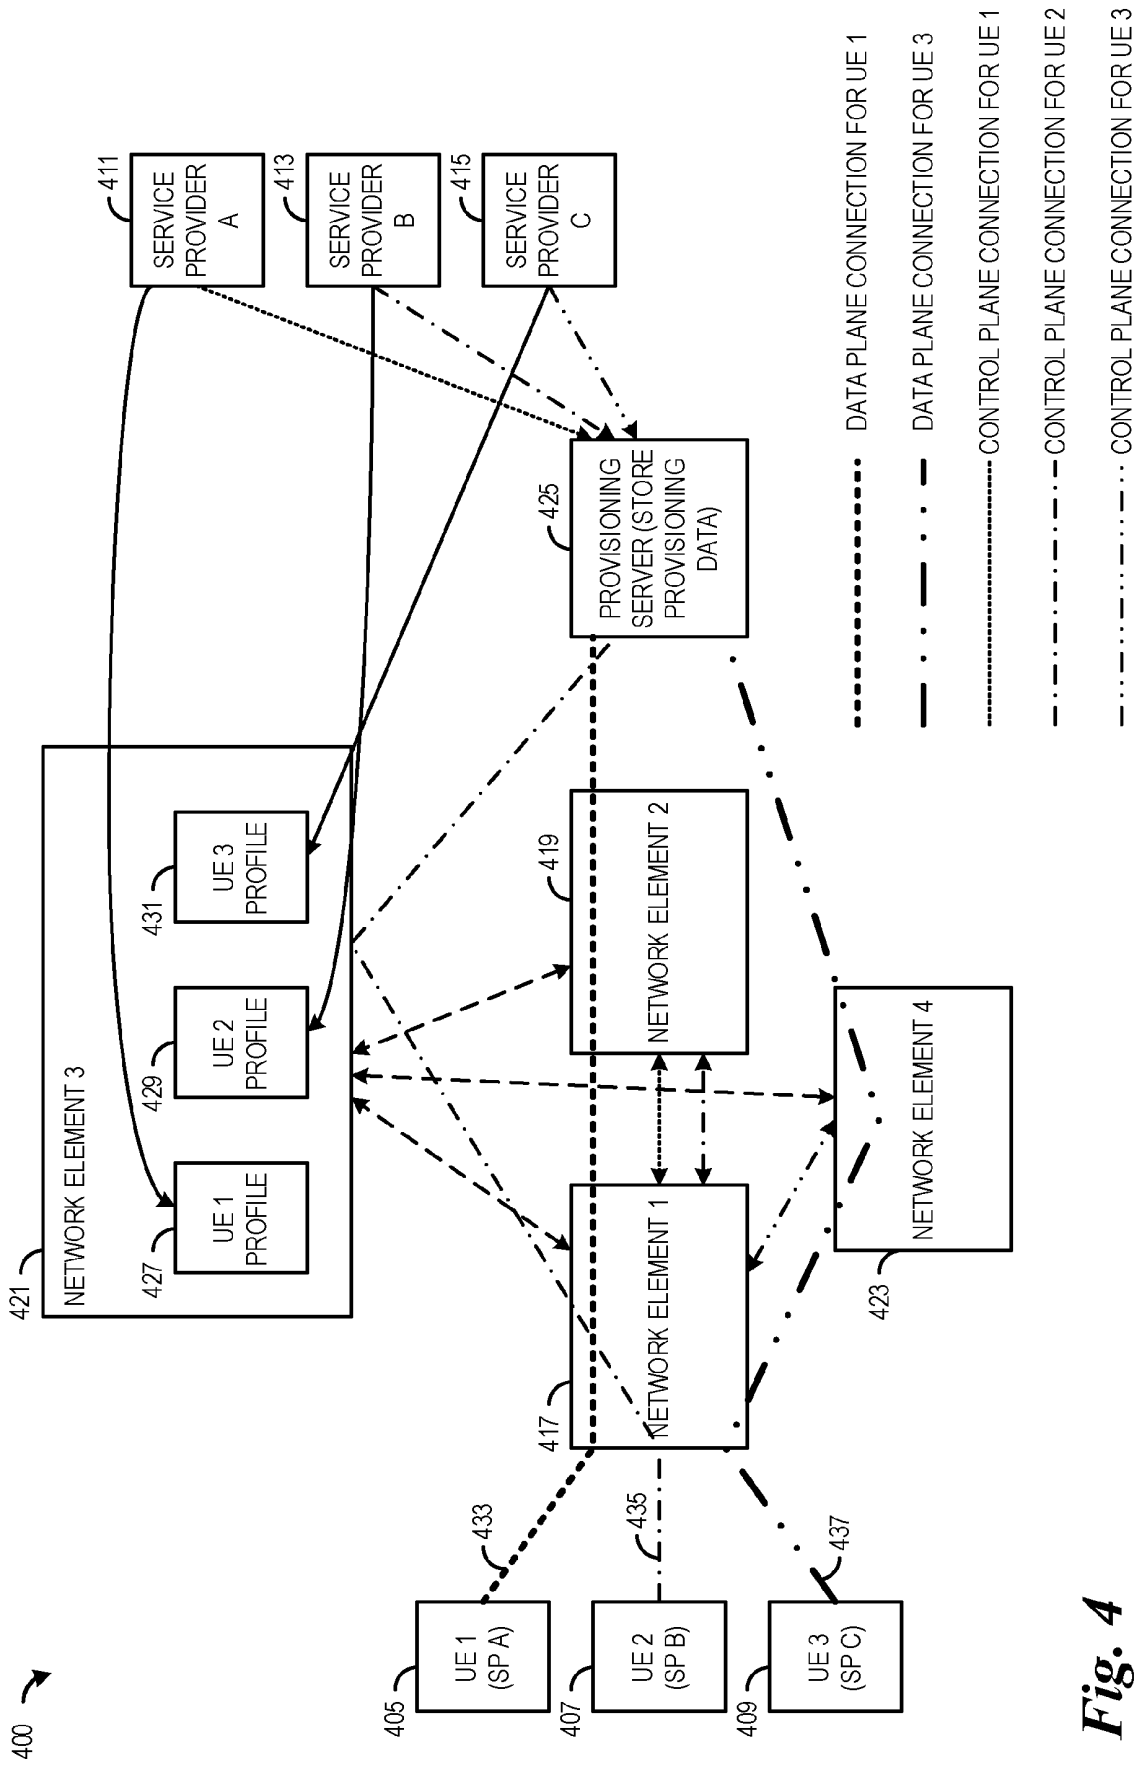 400
421
NETWORK ELEMENT 3
427
UE 1
PROFILE
429
UE 2
PROFILE
431
UE 3
PROFILE
411
SERVICE
PROVIDER
A
413
SERVICE
PROVIDER
B
415
SERVICE
PROVIDER
C
405
UE 1
(SP A)
433
407
UE 2
(SP B)
435
409
UE 3
(SP C)
437
417
NETWORK ELEMENT 1
419
NETWORK ELEMENT 2
425
PROVISIONING
SERVER (STORE
PROVISIONING
DATA)
423
NETWORK ELEMENT 4
DATA PLANE CONNECTION FOR UE 1
DATA PLANE CONNECTION FOR UE 3
CONTROL PLANE CONNECTION FOR UE 1
CONTROL PLANE CONNECTION FOR UE 2
CONTROL PLANE CONNECTION FOR UE 3
Fig. 4